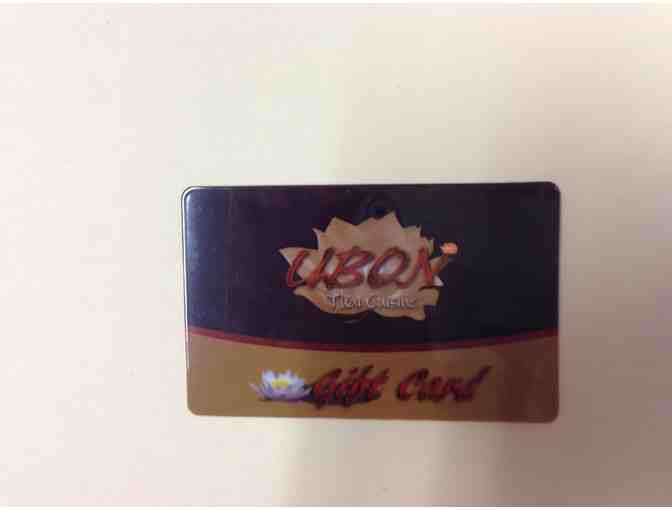 UBON
Thai Cuisine
Gift Card